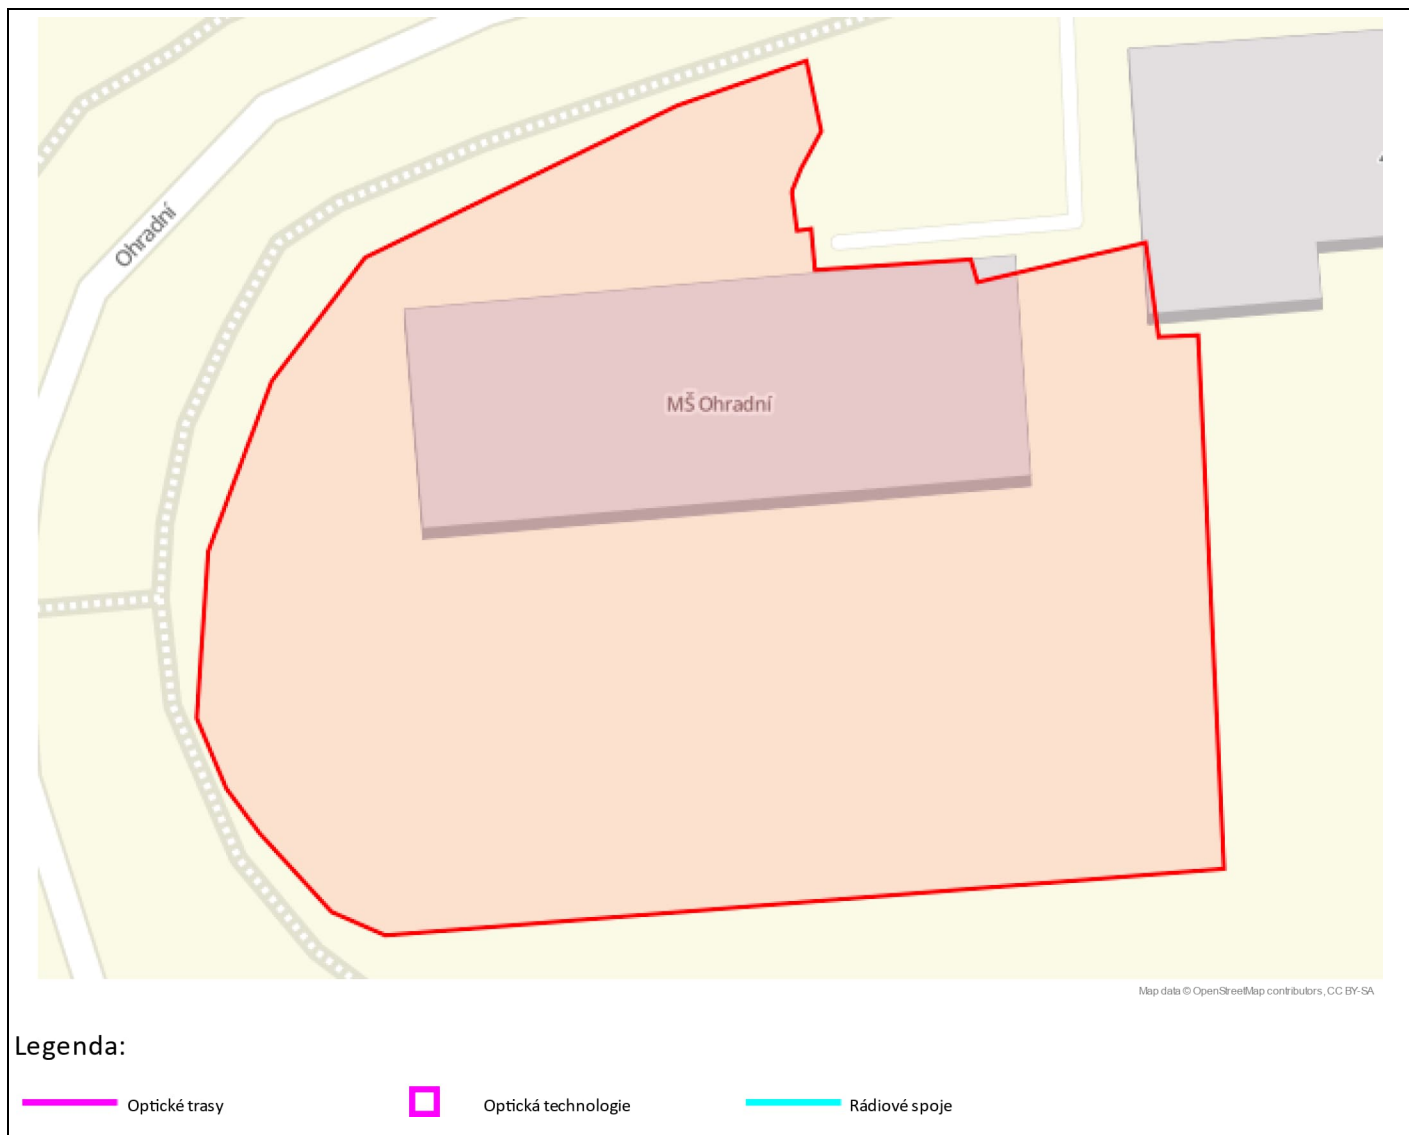 Ohradní
MŠ Ohradní
Map data © OpenStreetMap contributors, CC BY-SA
Legenda:
Optické trasy
Optická technologie
Rádiové spoje